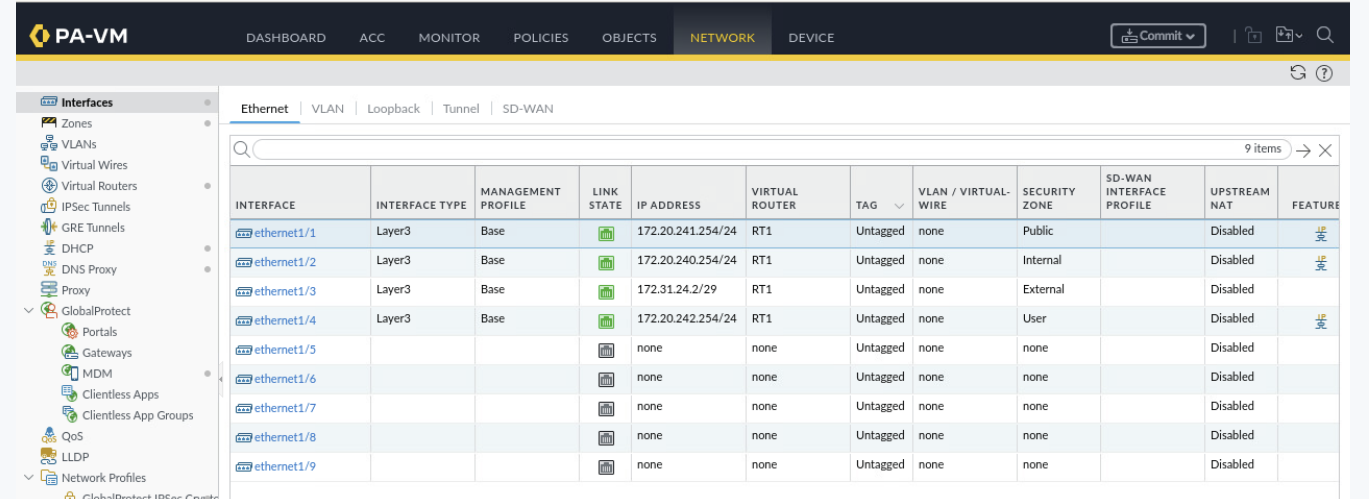 PA-VM
DASHBOARD ACC MONITOR POLICIES OBJECTS NETWORK DEVICE Commit
Interfaces
Zones
VLANs
Virtual Wires
Virtual Routers
IPSec Tunnels
GRE Tunnels
DHCP
DNS Proxy
Proxy
GlobalProtect
Portals
Gateways
MDM
Clientless Apps
Clientless App Groups
QoS
LLDP
Network Profiles
GlobalProtect IPSec Crypto
Ethernet VLAN Loopback Tunnel SD-WAN
9 items
INTERFACE INTERFACE TYPE MANAGEMENT PROFILE LINK STATE IP ADDRESS VIRTUAL ROUTER TAG VLAN / VIRTUAL-WIRE SECURITY ZONE SD-WAN INTERFACE PROFILE UPSTREAM NAT FEATURE
ethernet1/1 Layer3 Base 172.20.241.254/24 RT1 Untagged none Public Disabled
ethernet1/2 Layer3 Base 172.20.240.254/24 RT1 Untagged none Internal Disabled
ethernet1/3 Layer3 Base 172.31.24.2/29 RT1 Untagged none External Disabled
ethernet1/4 Layer3 Base 172.20.242.254/24 RT1 Untagged none User Disabled
ethernet1/5 none none Untagged none none Disabled
ethernet1/6 none none Untagged none none Disabled
ethernet1/7 none none Untagged none none Disabled
ethernet1/8 none none Untagged none none Disabled
ethernet1/9 none none Untagged none none Disabled